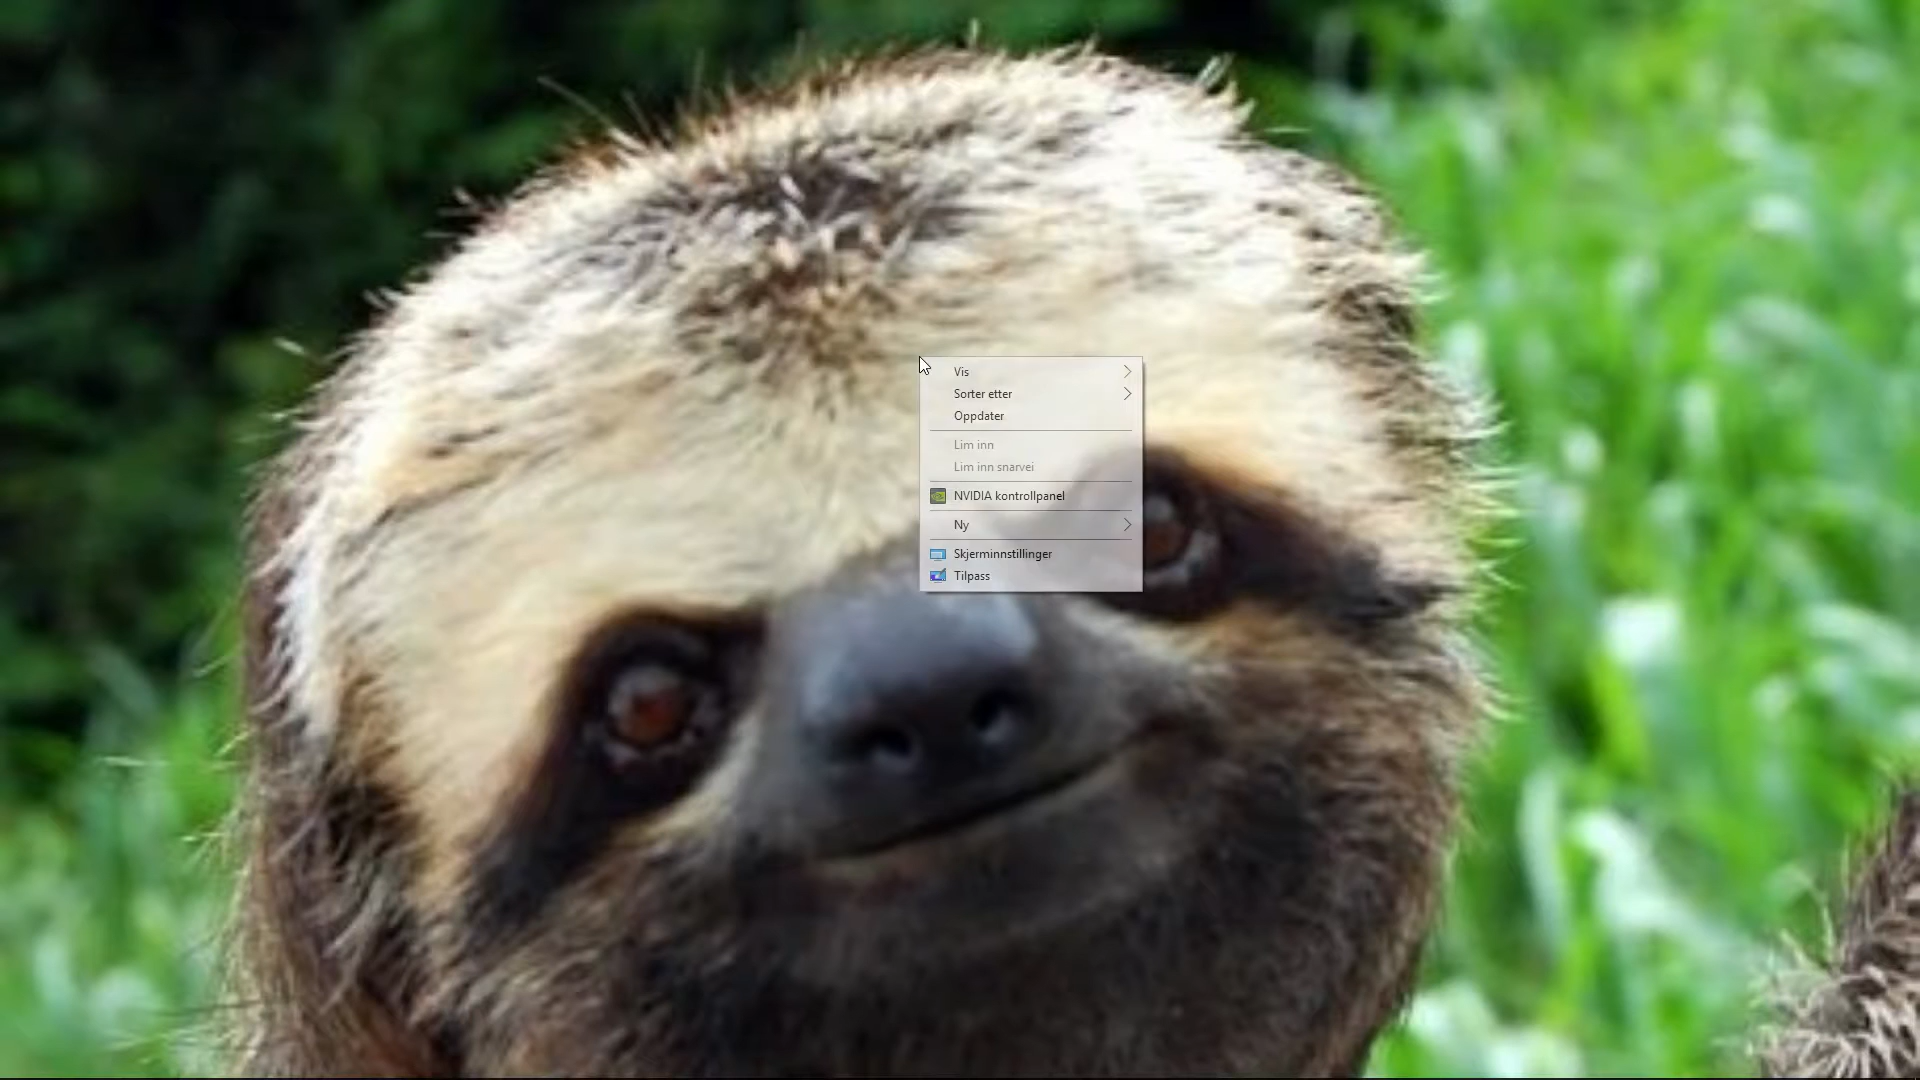 Vis
Sorter etter
Oppdater
Lim inn
Lim inn snarvei
NVIDIA kontrollpanel
Ny
Skjerminnstillinger
Tilpass